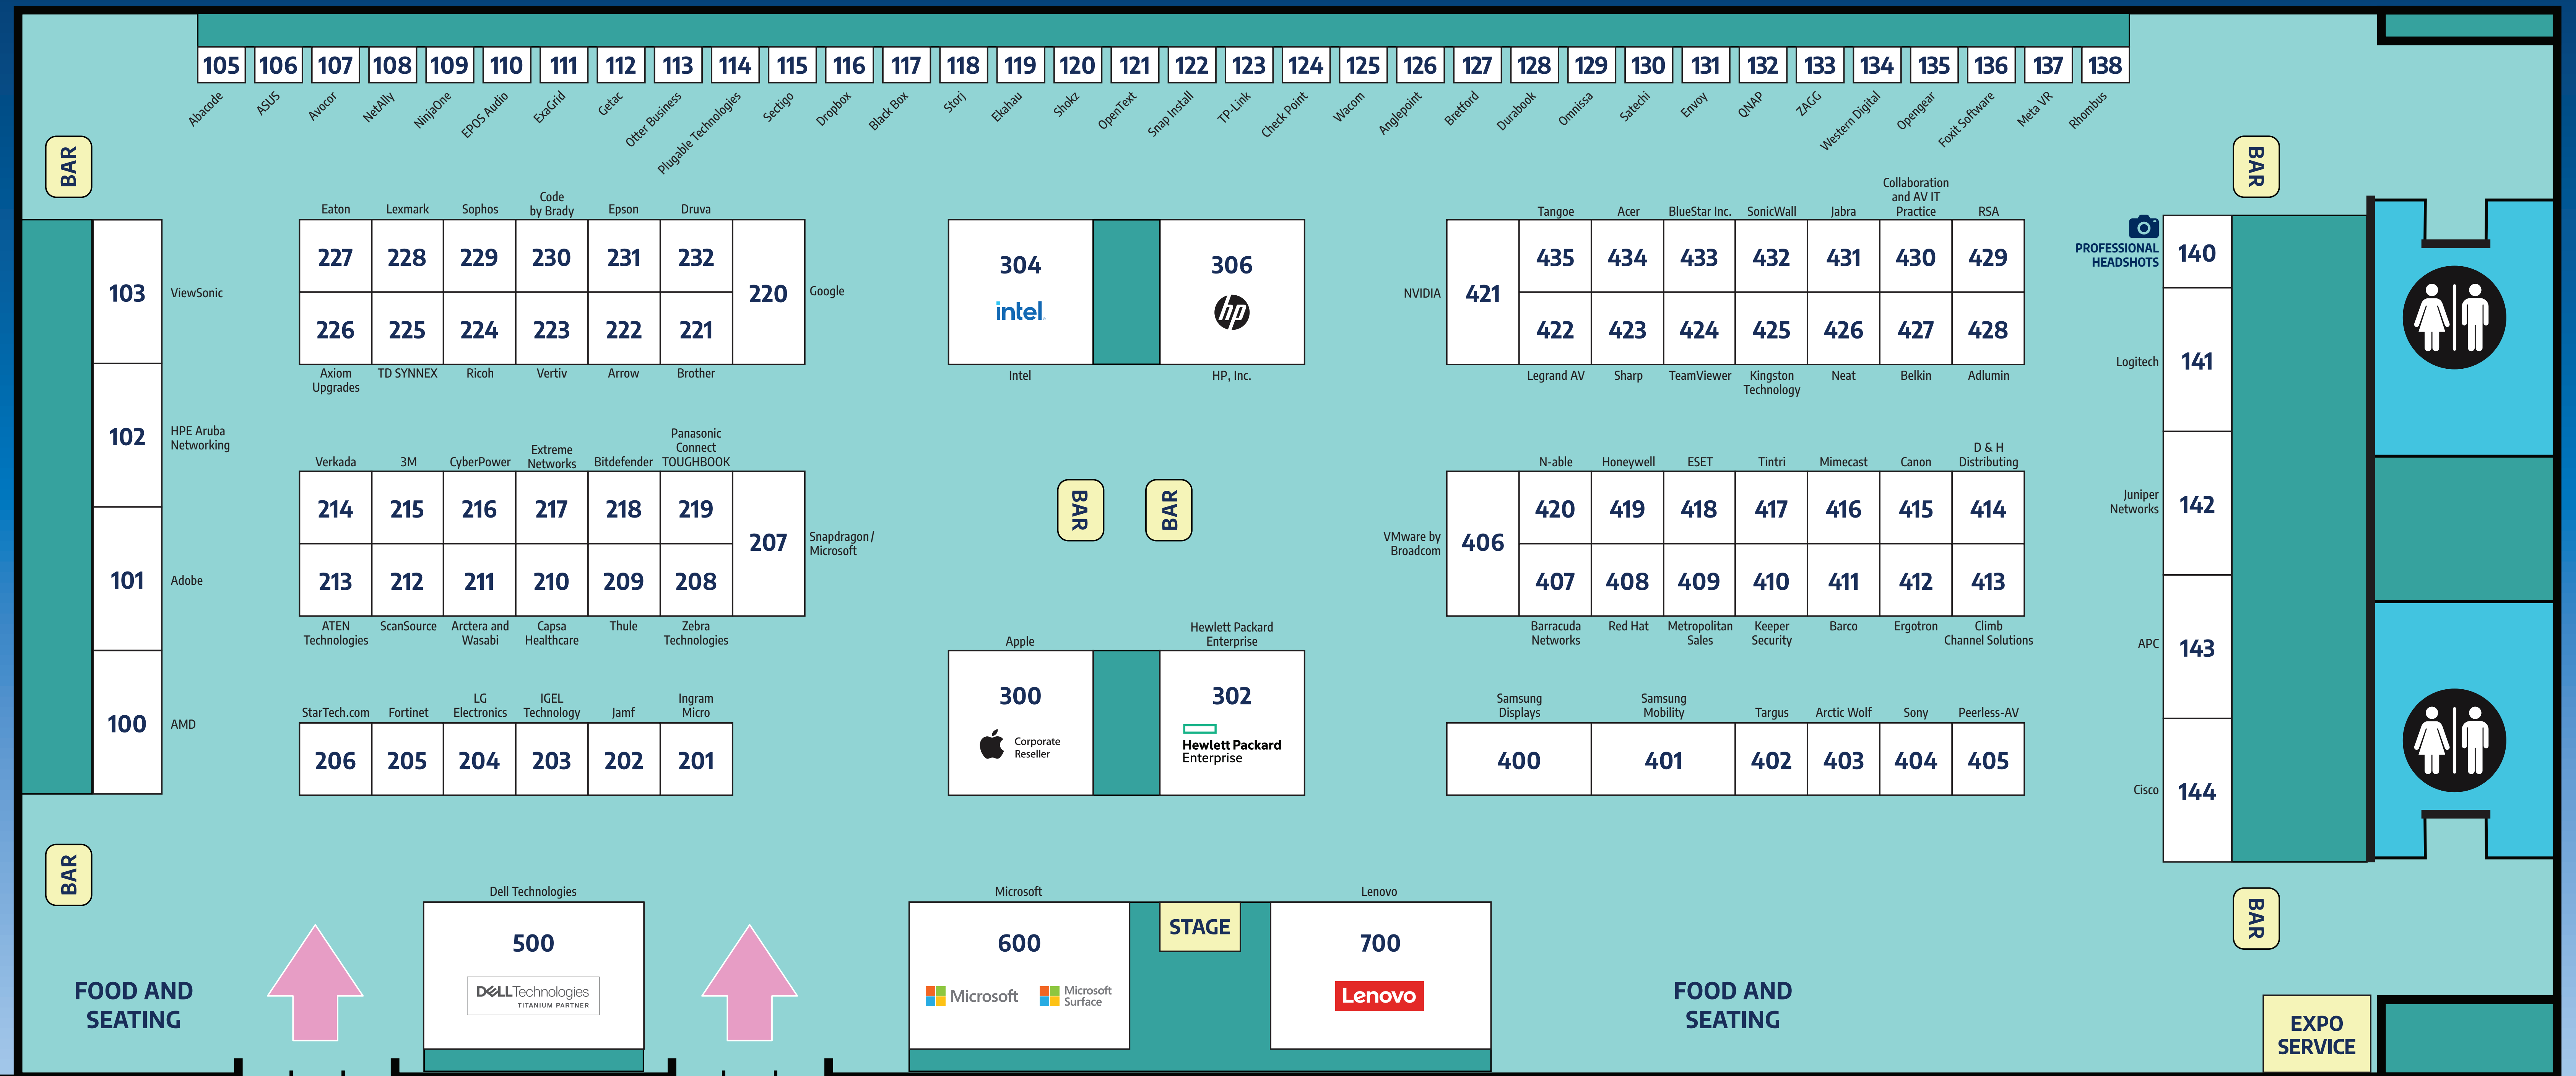 105 106 107 108 109 110 111 112 113 114 115 116 117 118 119 120 121 122 123 124 125 126 127 128 129 130 131 132 133 134 135 136 137 138
Abacode
ASUS
Avocor
NetAlly
NinjaOne
EPOS Audio
ExaGrid
Getac
Otter Business
Plugable Technologies
Sectigo
Dropbox
Black Box
Storj
Ekahau
Shokz
OpenText
Snap Install
TP-Link
Check Point
Wacom
Anglepoint
Bretford
Durabook
Omnissa
Satechi
Envoy
QNAP
ZAGG
Western Digital
Opengear
Foxit Software
Meta VR
Rhombus
BAR
BAR
103
ViewSonic
102
HPE Aruba
Networking
101
Adobe
100
AMD
Eaton
Lexmark
Sophos
Code
by Brady
Epson
Druva
227 228 229 230 231 232
220
Google
226 225 224 223 222 221
Axiom
Upgrades
TD SYNNEX
Ricoh
Vertiv
Arrow
Brother
304
intel.
Intel
306
hp
HP, Inc.
Tangoe
Acer
BlueStar Inc.
SonicWall
Jabra
Collaboration
and AV IT
Practice
RSA
NVIDIA
421
435 434 433 432 431 430 429
422 423 424 425 426 427 428
Legrand AV
Sharp
TeamViewer
Kingston
Technology
Neat
Belkin
Adlumin
PROFESSIONAL
HEADSHOTS
140
Logitech
141
Juniper
Networks
142
APC
143
Cisco
144
Verkada
3M
CyberPower
Extreme
Networks
Bitdefender
Panasonic
Connect
TOUGHBOOK
214 215 216 217 218 219
207
Snapdragon/
Microsoft
213 212 211 210 209 208
ATEN
Technologies
ScanSource
Arctera and
Wasabi
Capsa
Healthcare
Thule
Zebra
Technologies
BAR
BAR
N-able
Honeywell
ESET
Tintri
Mimecast
Canon
D & H
Distributing
VMware by
Broadcom
406
420 419 418 417 416 415 414
407 408 409 410 411 412 413
Barracuda
Networks
Red Hat
Metropolitan
Sales
Keeper
Security
Barco
Ergotron
Climb
Channel Solutions
StarTech.com
Fortinet
LG
Electronics
IGEL
Technology
Jamf
Ingram
Micro
206 205 204 203 202 201
Apple
300
Corporate
Reseller
Hewlett Packard
Enterprise
302
Hewlett Packard
Enterprise
Samsung
Displays
Samsung
Mobility
Targus
Arctic Wolf
Sony
Peerless-AV
400 401 402 403 404 405
BAR
BAR
FOOD AND
SEATING
Dell Technologies
500
DELLTechnologies
TITANIUM PARTNER
Microsoft
600
Microsoft
Microsoft
Surface
STAGE
Lenovo
700
Lenovo
FOOD AND
SEATING
EXPO
SERVICE